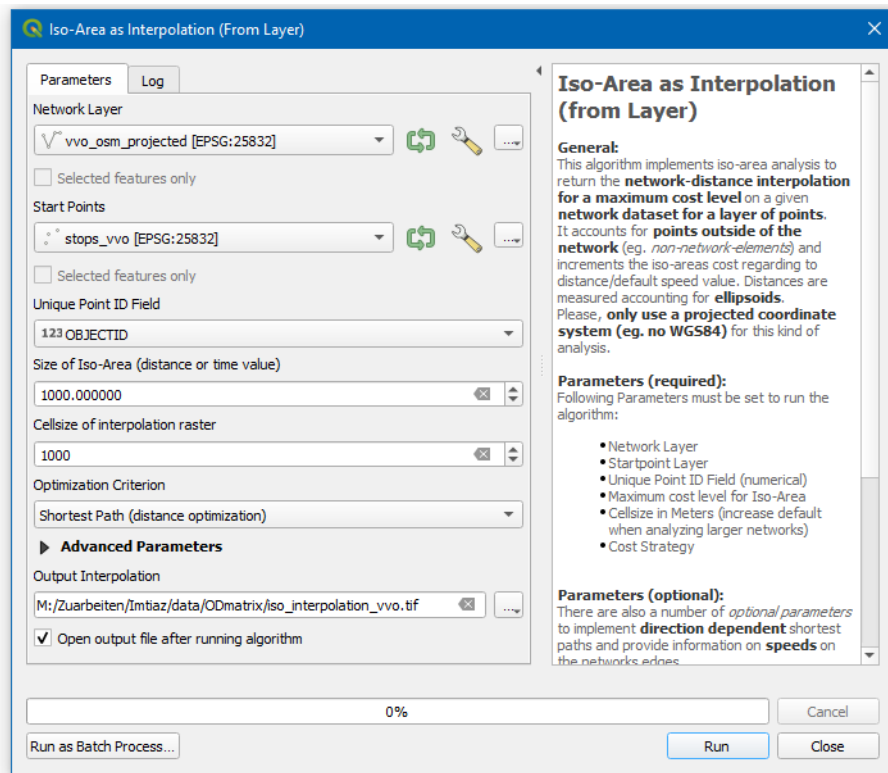 Iso-Area as Interpolation (From Layer)
Parameters
Log
Network Layer
vvo_osm_projected [EPSG:25832]
...
Selected features only
Start Points
stops_vvo [EPSG:25832]
...
Selected features only
Unique Point ID Field
123 OBJECTID
Size of Iso-Area (distance or time value)
1000.000000
Cellsize of interpolation raster
1000
Optimization Criterion
Shortest Path (distance optimization)
Advanced Parameters
Output Interpolation
M:/Zuarbeiten/Imtiaz/data/ODmatrix/iso_interpolation_vvo.tif
...
Open output file after running algorithm
Iso-Area as Interpolation
(from Layer)
General:
This algorithm implements iso-area analysis to
return the network-distance interpolation
for a maximum cost level on a given
network dataset for a layer of points.
It accounts for points outside of the
network (eg. non-network-elements) and
increments the iso-areas cost regarding to
distance/default speed value. Distances are
measured accounting for ellipsoids.
Please, only use a projected coordinate
system (eg. no WGS84) for this kind of
analysis.
Parameters (required):
Following Parameters must be set to run the
algorithm:
• Network Layer
• Startpoint Layer
• Unique Point ID Field (numerical)
• Maximum cost level for Iso-Area
• Cellsize in Meters (increase default
when analyzing larger networks)
• Cost Strategy
Parameters (optional):
There are also a number of optional parameters
to implement direction dependent shortest
paths and provide information on speeds on
the networks edges.
0%
Cancel
Run as Batch Process...
Run
Close